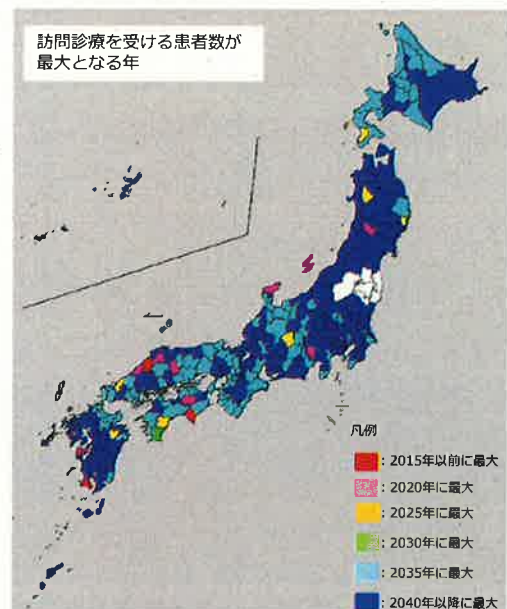 訪問診療を受ける患者数が
最大となる年
凡例
: 2015年以前に最大
: 2020年に最大
: 2025年に最大
: 2030年に最大
: 2035年に最大
: 2040年以降に最大